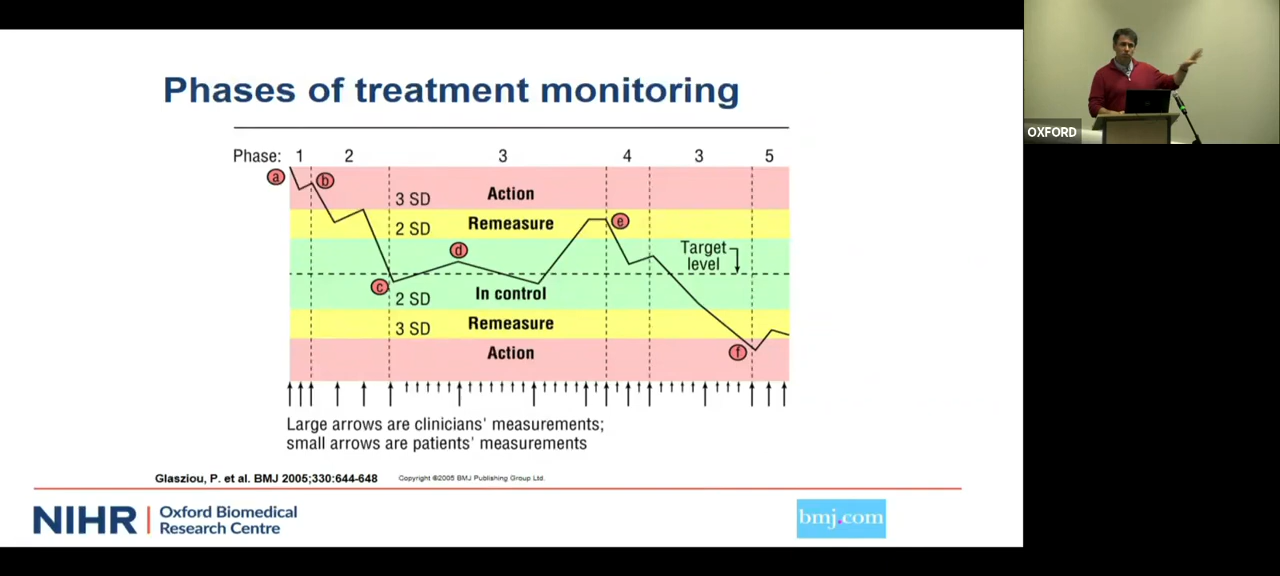 Phases of treatment monitoring
OXFORD
Phase: 1 2 3 4 3 5
a
b
3 SD
Action
2 SD
Remeasure
e
d
Target
level
c
2 SD
In control
3 SD
Remeasure
f
Action
Large arrows are clinicians' measurements;
small arrows are patients' measurements
Glasziou, P. et al. BMJ 2005;330:644-648
Copyright ©2005 BMJ Publishing Group Ltd.
NIHR
Oxford Biomedical
Research Centre
bmj.com